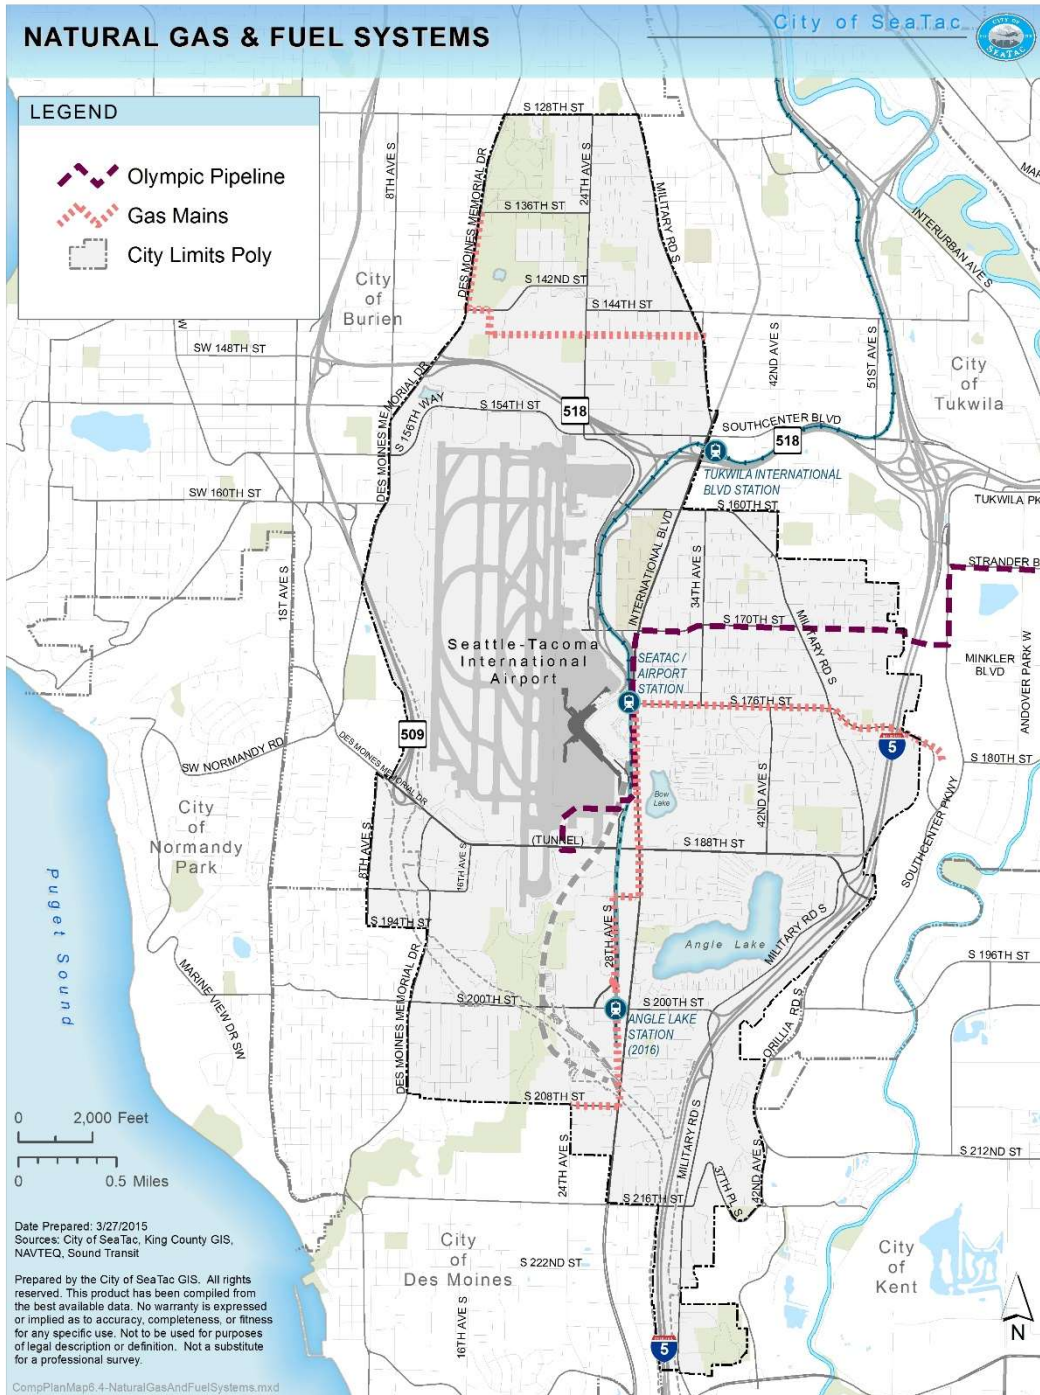 NATURAL GAS & FUEL SYSTEMS
City of SeaTac
CITY OF
SEATAC
LEGEND
Olympic Pipeline
Gas Mains
City Limits Poly
S 128TH ST
8TH AVE S
DES MOINES MEMORIAL DR
24TH AVE S
MILITARY RD S
S 136TH ST
INTERURBAN AVE S
City
of
Burien
S 142ND ST
S 144TH ST
42ND AVE S
51ST AVE S
SW 148TH ST
City
of
Tukwila
DES MOINES MEMORIAL DR
S 156TH WAY
S 154TH ST
518
SOUTHCENTER BLVD
518
TUKWILA INTERNATIONAL
BLVD STATION
SW 160TH ST
S 160TH ST
TUKWILA PK
INTERNATIONAL BLVD
34TH AVE S
STRANDER B
1ST AVE S
S 170TH ST
MILITARY RD S
Seattle-Tacoma
International
Airport
SEATAC /
AIRPORT
STATION
MINKLER
BLVD
ANDOVER PARK W
S 176TH ST
509
5
SW NORMANDY RD
DES MOINES MEMORIAL DR
S 180TH ST
Bow
Lake
42ND AVE S
SOUTHCENTER PKWY
City
of
Normandy
Park
(TUNNEL)
S 188TH ST
8TH AVE S
16TH AVE S
Puget Sound
S 194TH ST
28TH AVE S
Angle Lake
MILITARY RD S
S 196TH ST
MARINE VIEW DR SW
DES MOINES MEMORIAL DR
S 200TH ST
S 200TH ST
ORILLIA RD S
ANGLE LAKE
STATION
(2016)
S 208TH ST
MILITARY RD S
0 2,000 Feet
0 0.5 Miles
24TH AVE S
37TH PL S
42ND AVE S
S 212ND ST
S 216TH ST
Date Prepared: 3/27/2015
Sources: City of SeaTac, King County GIS,
NAVTEQ, Sound Transit
City
of
Des Moines
S 222ND ST
City
of
Kent
16TH AVE S
Prepared by the City of SeaTac GIS. All rights
reserved. This product has been compiled from
the best available data. No warranty is expressed
or implied as to accuracy, completeness, or fitness
for any specific use. Not to be used for purposes
of legal description or definition. Not a substitute
for a professional survey.
5
N
CompPlanMap6.4-NaturalGasAndFuelSystems.mxd